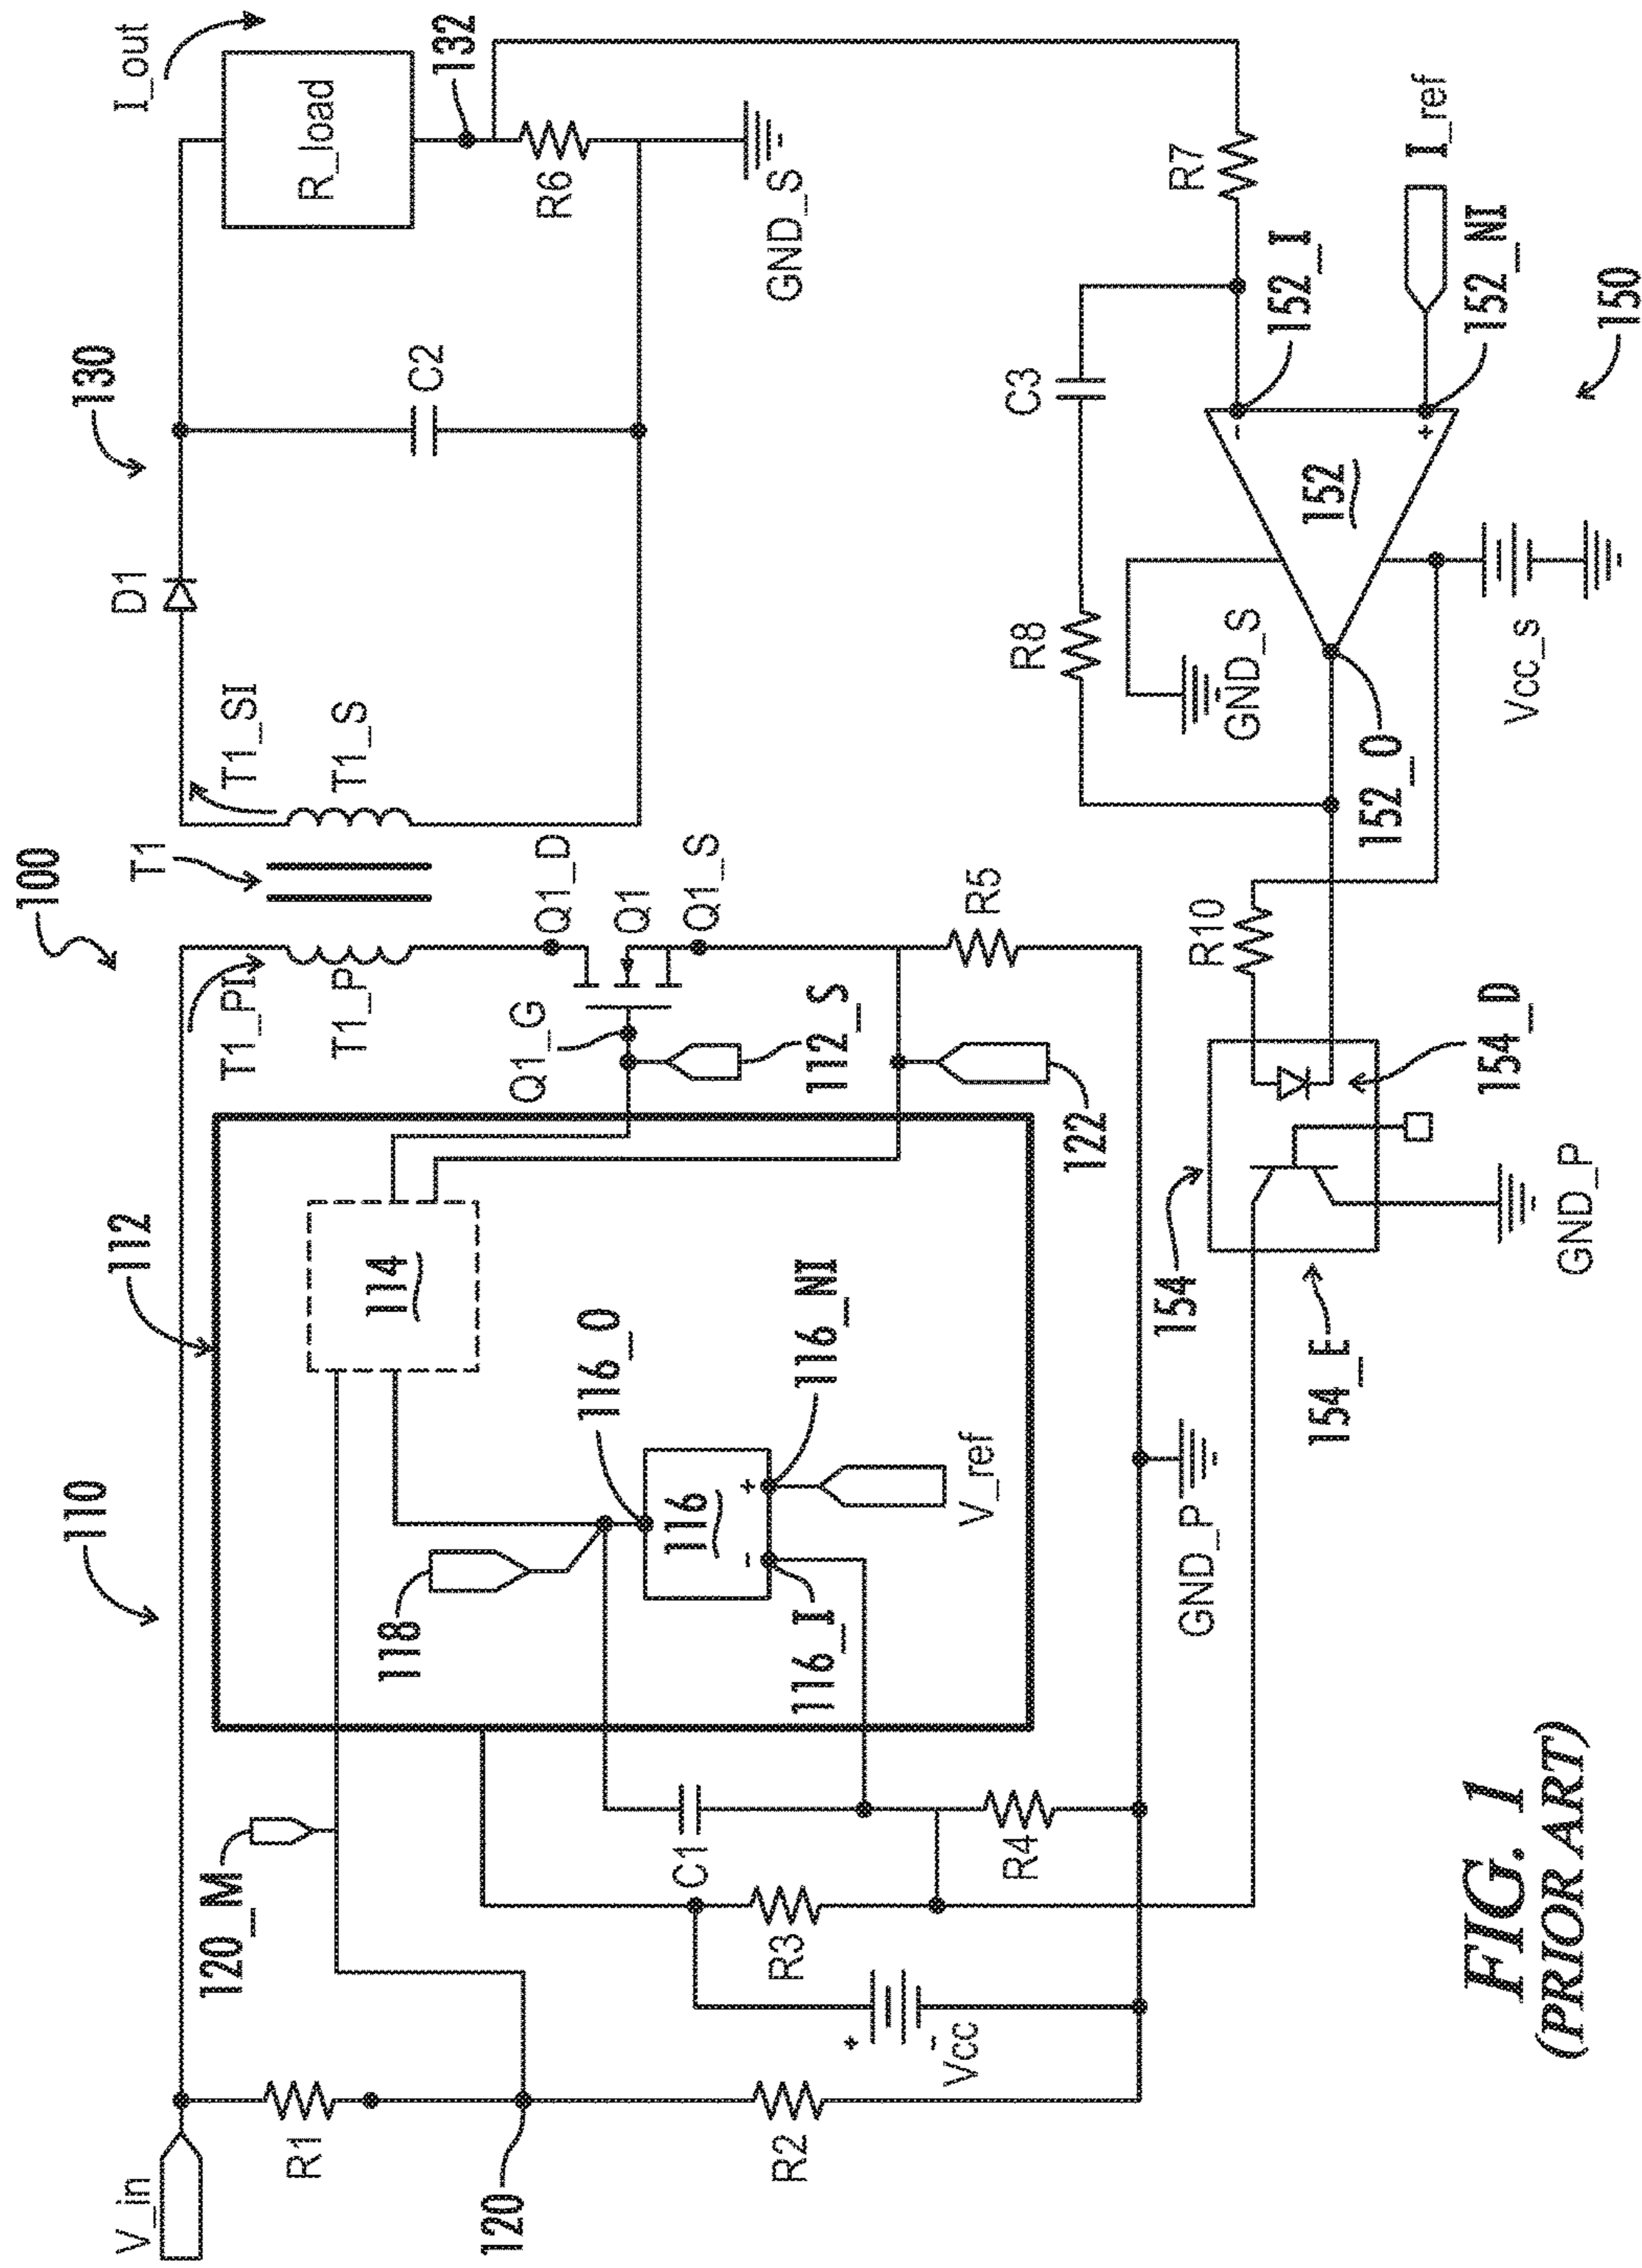 100
110
112
T1
130
I_out
V_in
R1
120
120_M
R2
Vcc
+
-
R3
C1
R4
118
114
116
116_O
116_I
116_NI
-
+
V_ref
GND_P
T1_PI
T1_P
T1_SI
T1_S
Q1_D
Q1
Q1_S
Q1_G
112_S
122
R5
D1
C2
R_load
132
R6
GND_S
R7
C3
R8
152_I
152_NI
I_ref
152
-
+
150
GND_S
Vcc_s
152_O
R10
154
154_D
154_E
GND_P
FIG. 1
(PRIOR ART)